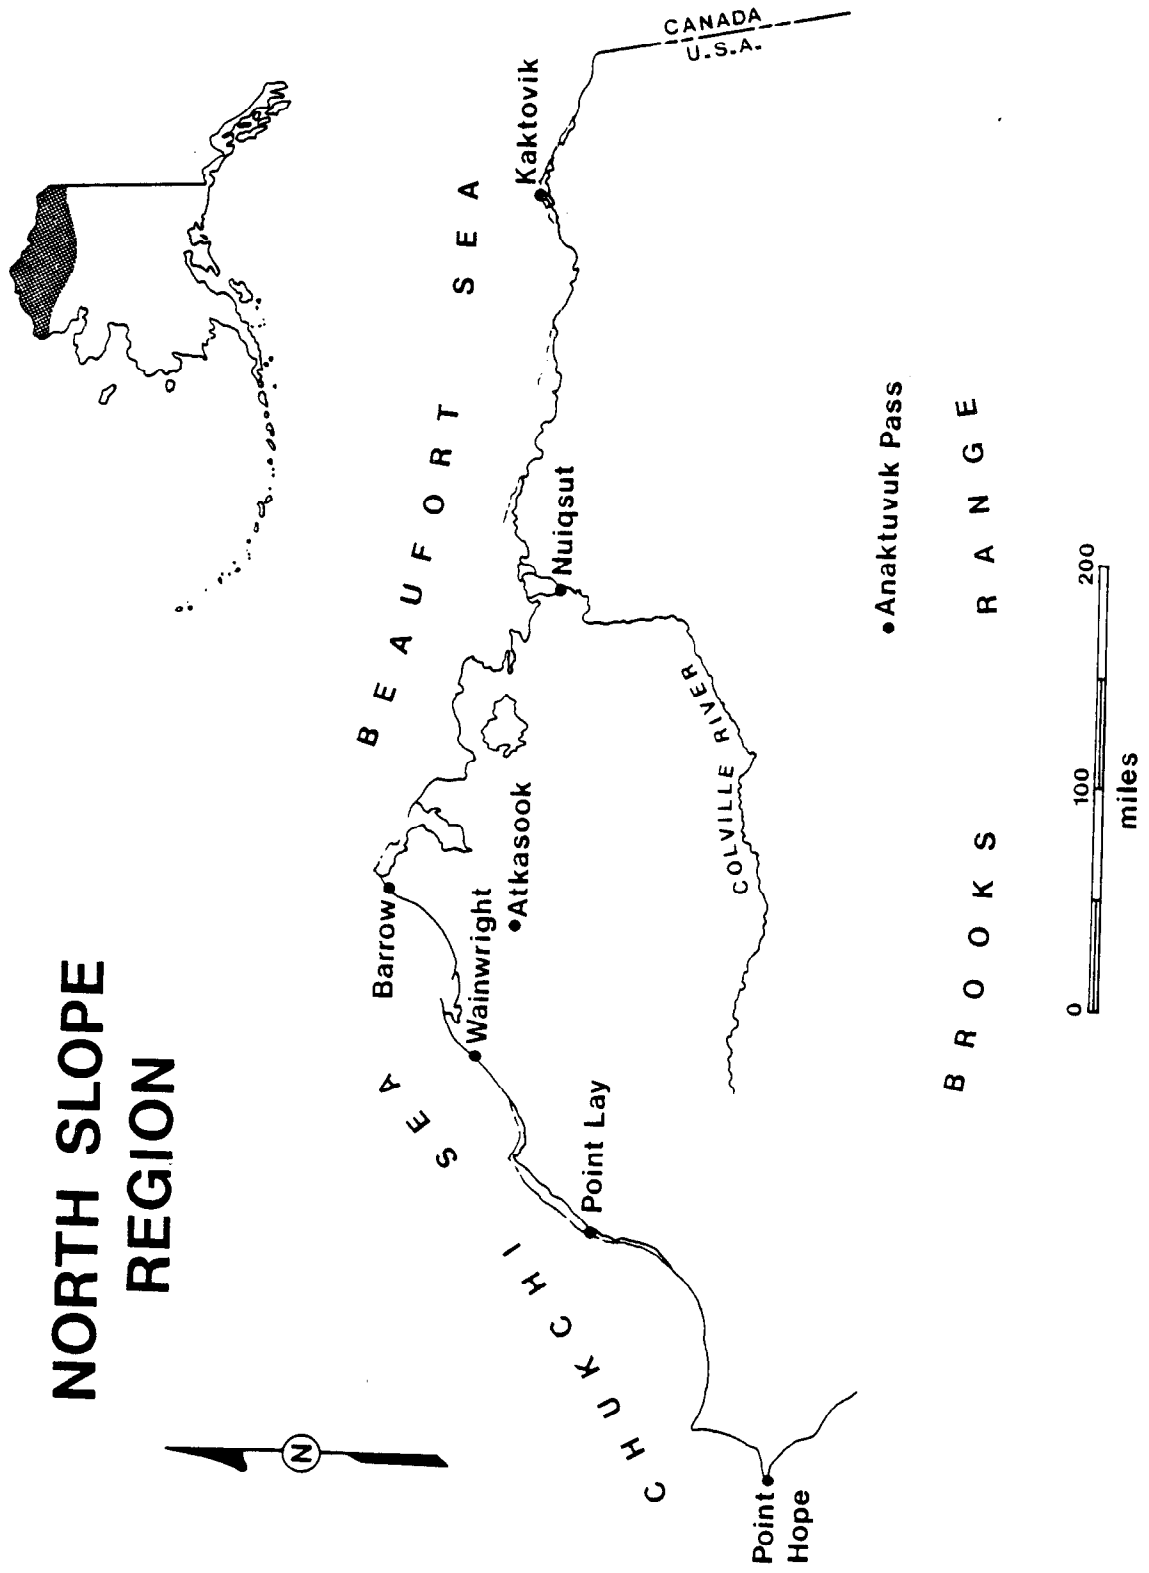 NORTH SLOPE
REGION
N
BEAUFORT SEA
CHUKCHI SEA
CANADA
U.S.A.
Barrow
Wainwright
Atkasook
Point Lay
Point
Hope
Nuiqsut
Kaktovik
COLVILLE RIVER
Anaktuvuk Pass
BROOKS RANGE
0 100 200
miles